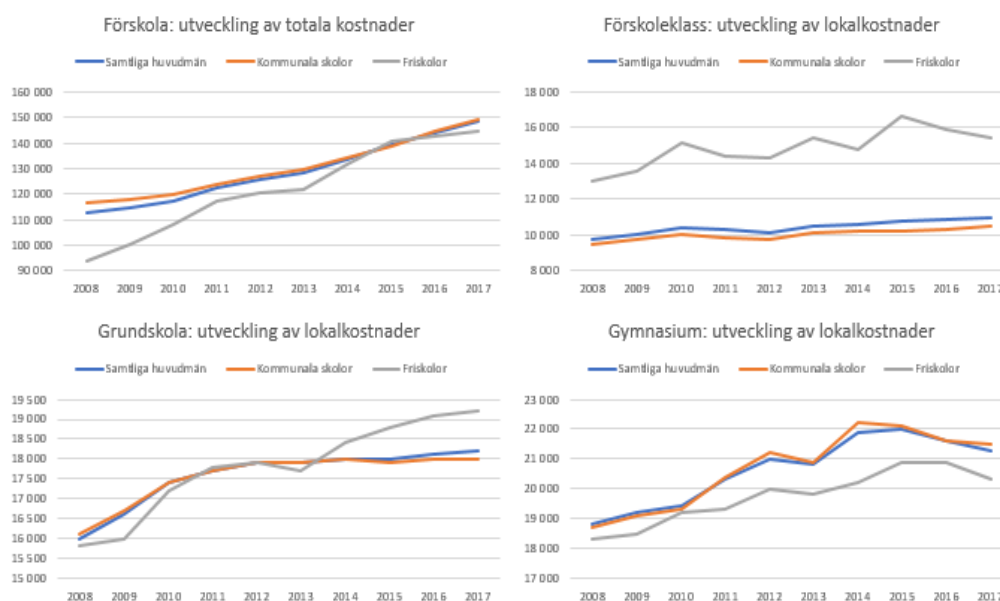 Förskola: utveckling av totala kostnader
Samtliga huvudmän Kommunala skolor Friskolor
160 000
150 000
140 000
130 000
120 000
110 000
100 000
90 000
2008 2009 2010 2011 2012 2013 2014 2015 2016 2017
Förskoleklass: utveckling av lokalkostnader
Samtliga huvudmän Kommunala skolor Friskolor
18 000
16 000
14 000
12 000
10 000
8 000
2008 2009 2010 2011 2012 2013 2014 2015 2016 2017
Grundskola: utveckling av lokalkostnader
Samtliga huvudmän Kommunala skolor Friskolor
19 500
19 000
18 500
18 000
17 500
17 000
16 500
16 000
15 500
15 000
2008 2009 2010 2011 2012 2013 2014 2015 2016 2017
Gymnasium: utveckling av lokalkostnader
Samtliga huvudmän Kommunala skolor Friskolor
23 000
22 000
21 000
20 000
19 000
18 000
17 000
2008 2009 2010 2011 2012 2013 2014 2015 2016 2017